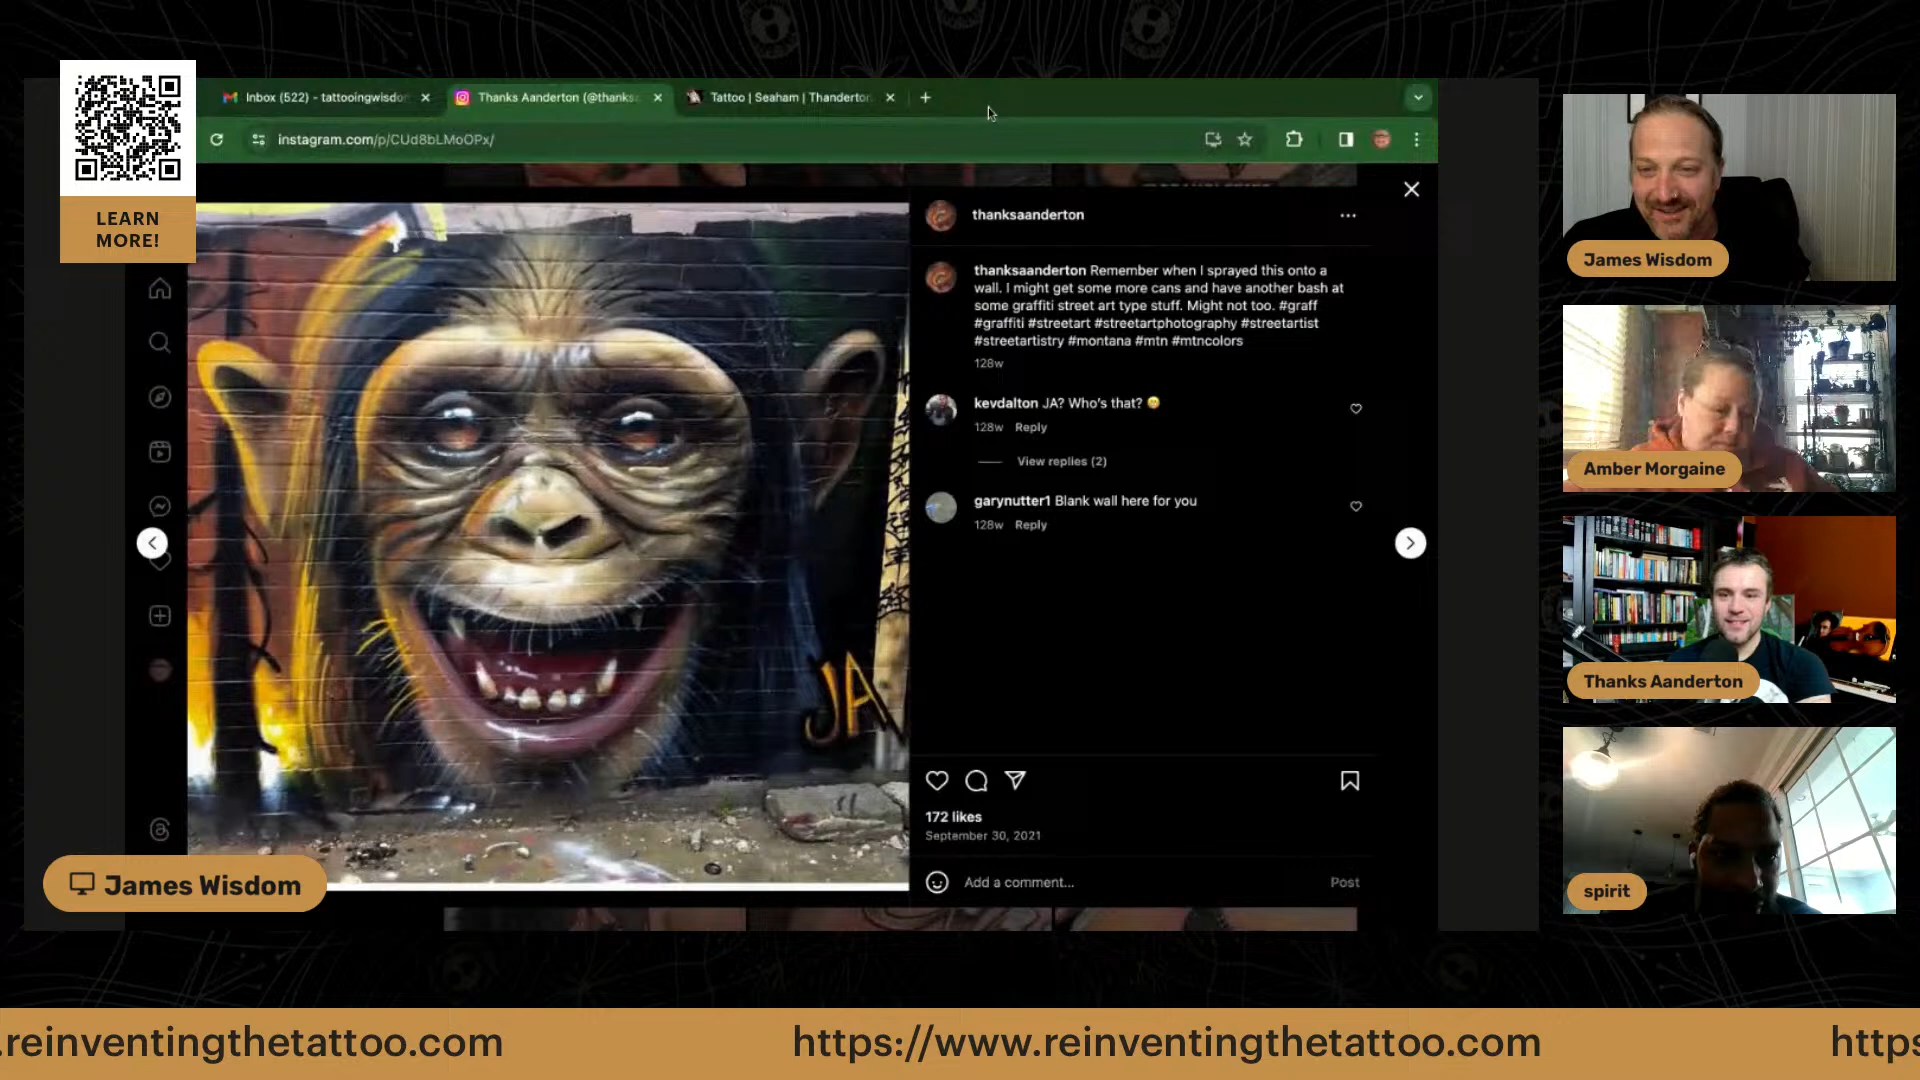 LEARN
MORE!
Inbox (522) - tattooingwisdo
Thanks Aanderton (@thanks
Tattoo | Seaham | Thanderton
instagram.com/p/CUd8bLMoOPx/
thanksaanderton
thanksaanderton Remember when I sprayed this onto a
wall. I might get some more cans and have another bash at
some graffiti street art type stuff. Might not too. #graff
#graffiti #streetart #streetartphotography #streetartist
#streetartistry #montana #mtn #mtncolors
128w
kevdalton JA? Who's that? 😁
128w Reply
View replies (2)
garynutter1 Blank wall here for you
128w Reply
JA
172 likes
September 30, 2021
Add a comment...
Post
James Wisdom
James Wisdom
Amber Morgaine
Thanks Aanderton
spirit
.reinventingthetattoo.com
https://www.reinventingthetattoo.com
https